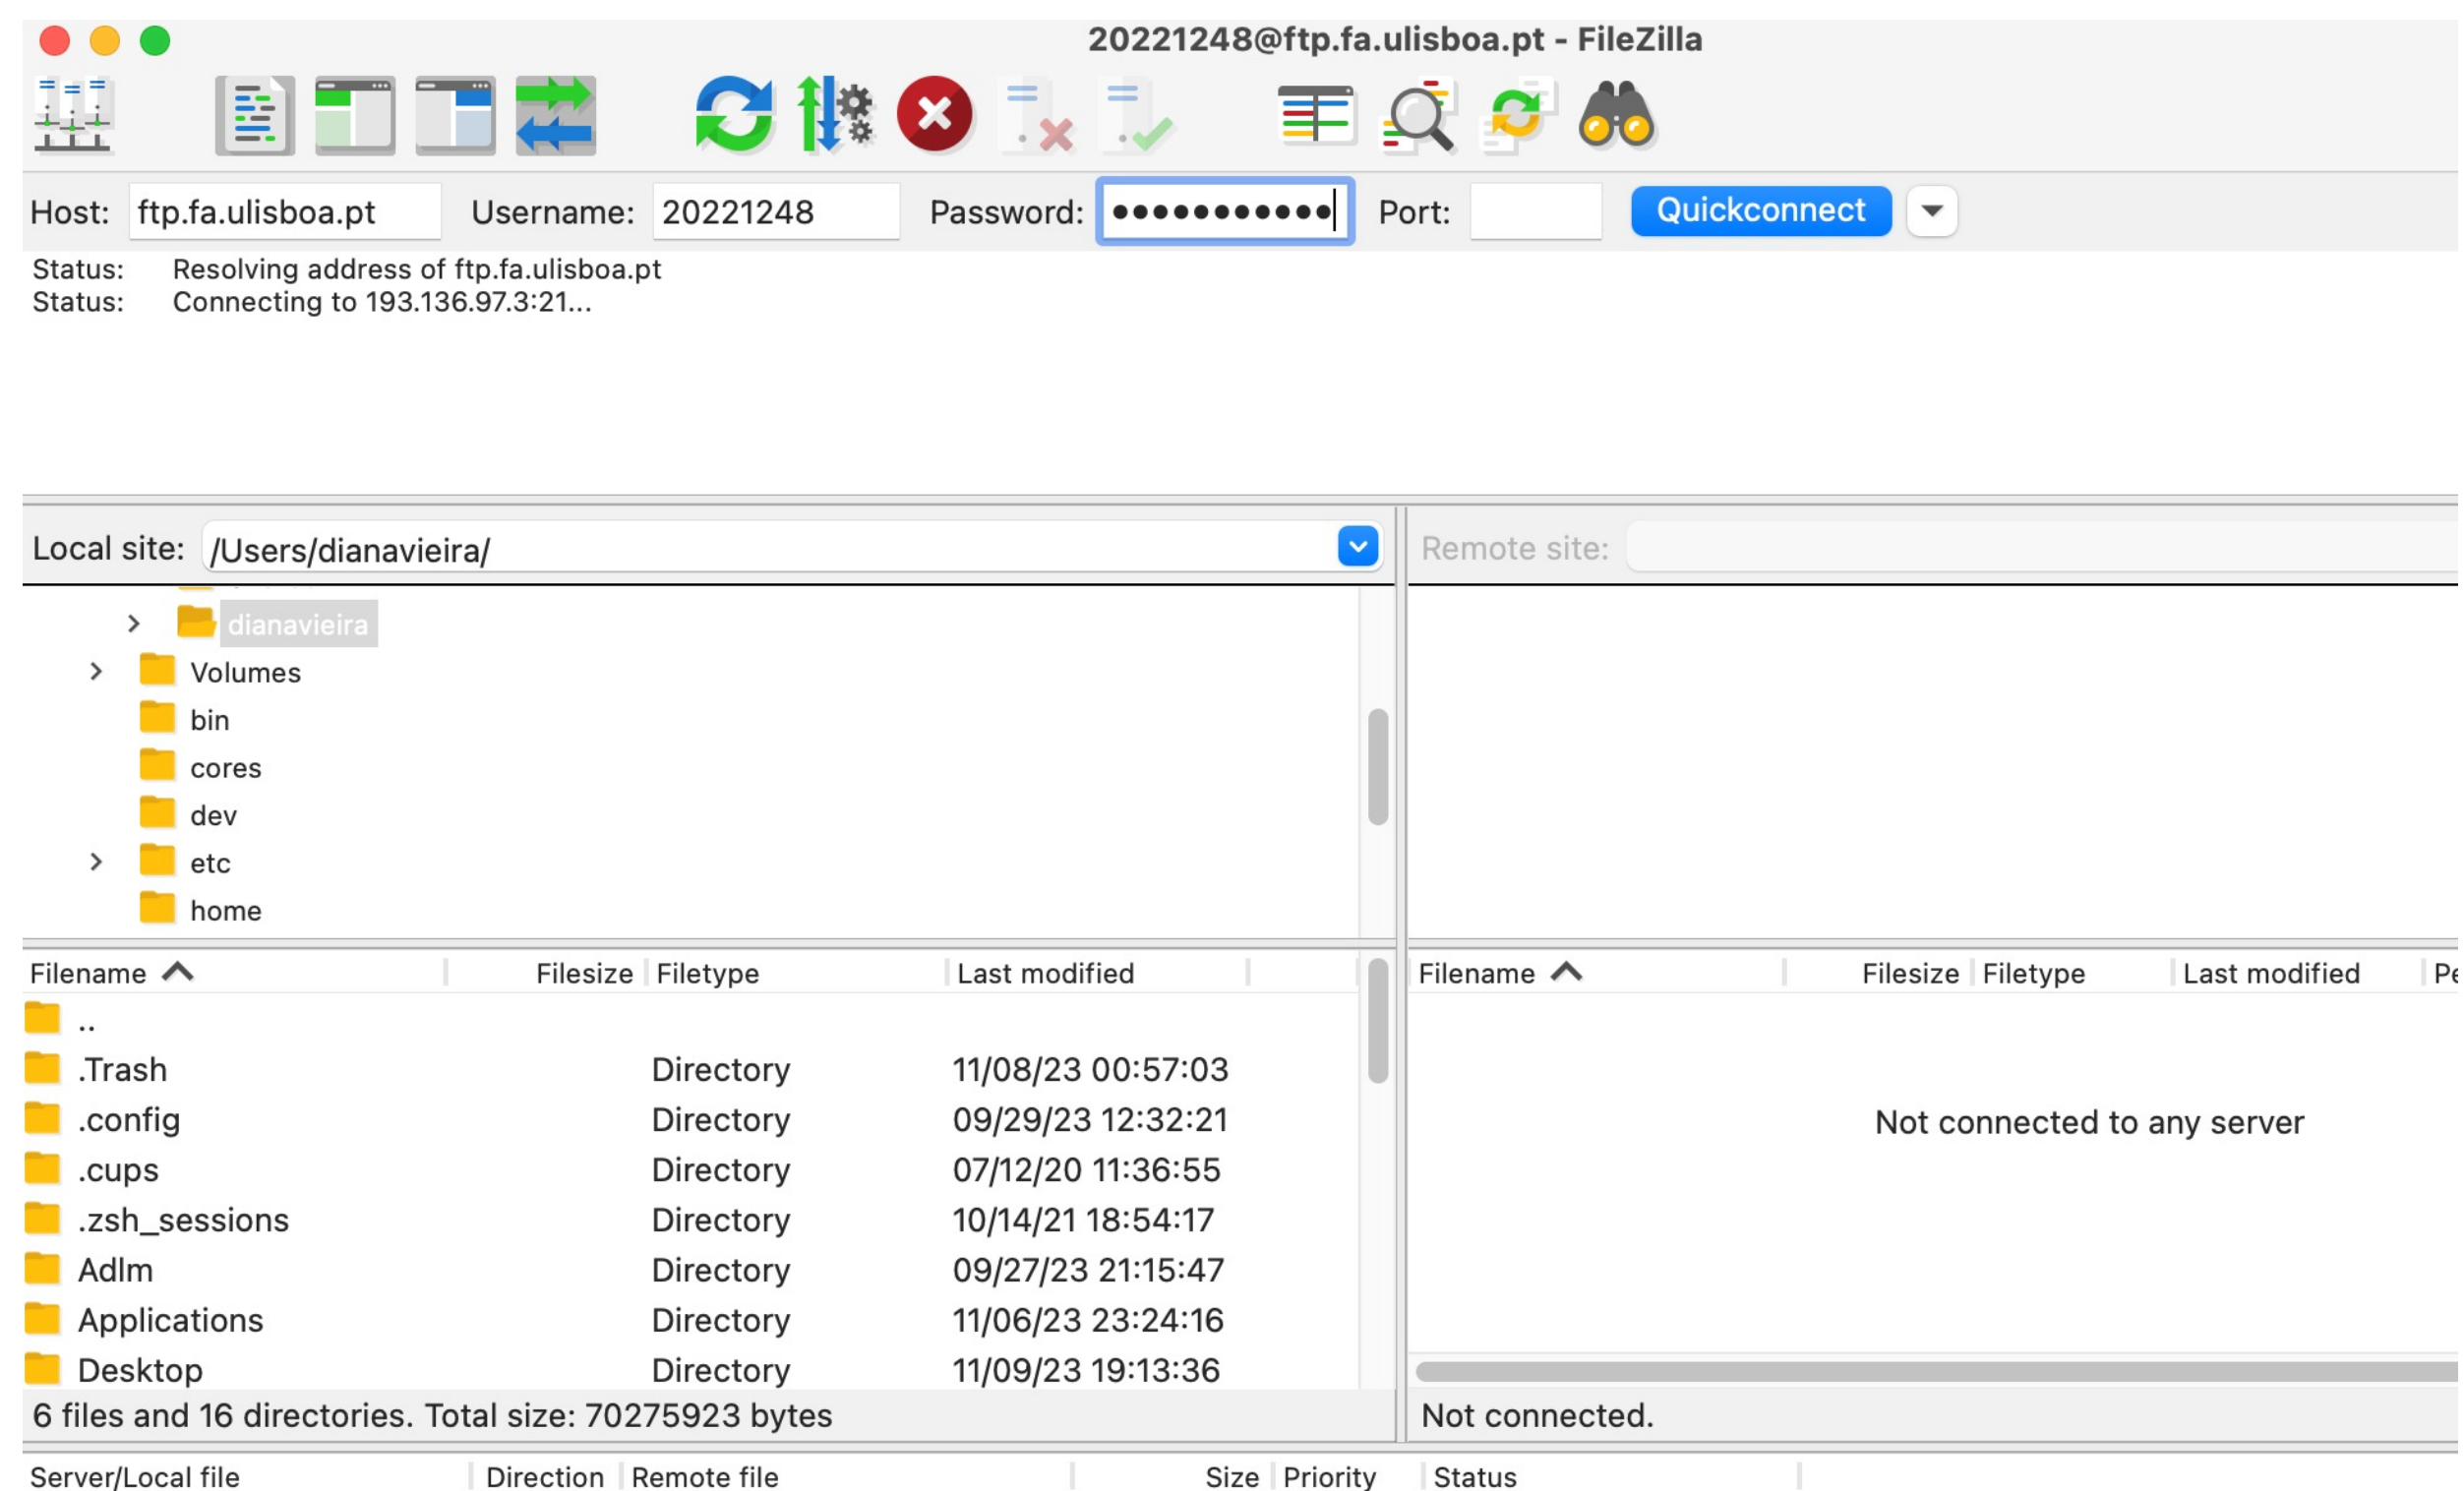 20221248@ftp.fa.ulisboa.pt - FileZilla
Host: ftp.fa.ulisboa.pt Username: 20221248 Password: ●●●●●●●●●●● Port: Quickconnect
Status: Resolving address of ftp.fa.ulisboa.pt
Status: Connecting to 193.136.97.3:21...
Local site: /Users/dianavieira/ Remote site:
dianavieira
Volumes
bin
cores
dev
etc
home
Filename Filesize Filetype Last modified
..
.Trash Directory 11/08/23 00:57:03
.config Directory 09/29/23 12:32:21
.cups Directory 07/12/20 11:36:55
.zsh_sessions Directory 10/14/21 18:54:17
Adlm Directory 09/27/23 21:15:47
Applications Directory 11/06/23 23:24:16
Desktop Directory 11/09/23 19:13:36
6 files and 16 directories. Total size: 70275923 bytes
Filename Filesize Filetype Last modified Pe
Not connected to any server
Not connected.
Server/Local file Direction Remote file Size Priority Status